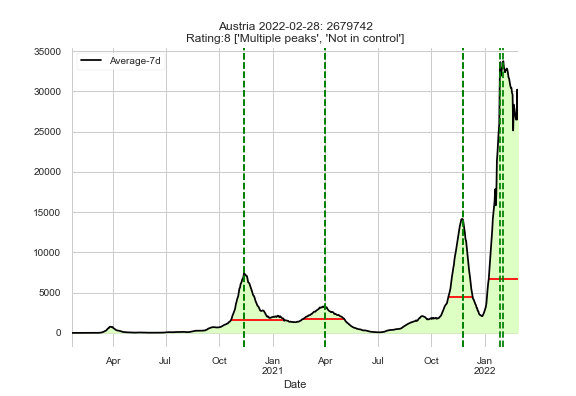 Austria 2022-02-28: 2679742
Rating:8 ['Multiple peaks', 'Not in control']
35000
Average-7d
30000
25000
20000
15000
10000
5000
0
Apr Jul Oct Jan Apr Jul Oct Jan
2021 2022
Date